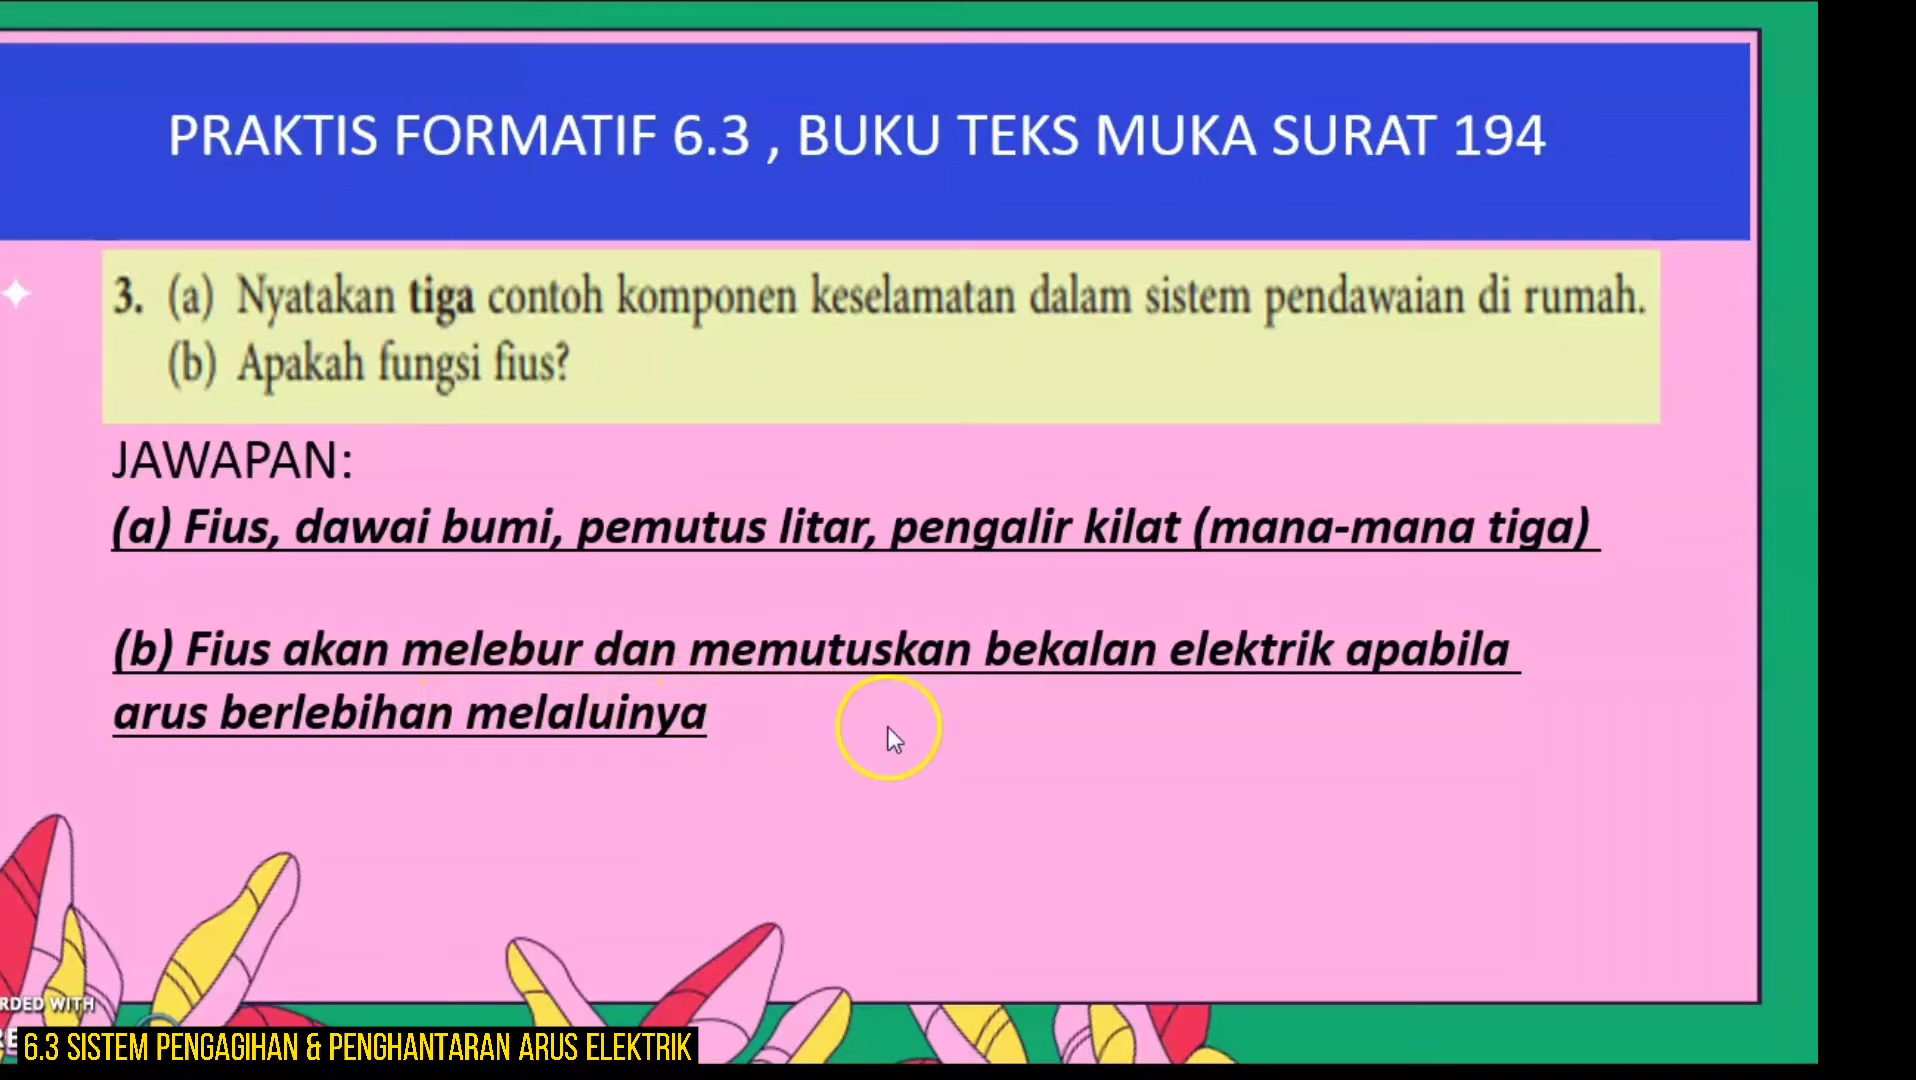 PRAKTIS FORMATIF 6.3 , BUKU TEKS MUKA SURAT 194
3. (a) Nyatakan tiga contoh komponen keselamatan dalam sistem pendawaian di rumah.
(b) Apakah fungsi fius?
JAWAPAN:
(a) Fius, dawai bumi, pemutus litar, pengalir kilat (mana-mana tiga)
(b) Fius akan melebur dan memutuskan bekalan elektrik apabila
arus berlebihan melaluinya
WITH
6.3 SISTEM PENGAGIHAN & PENGHANTARAN ARUS ELEKTRIK